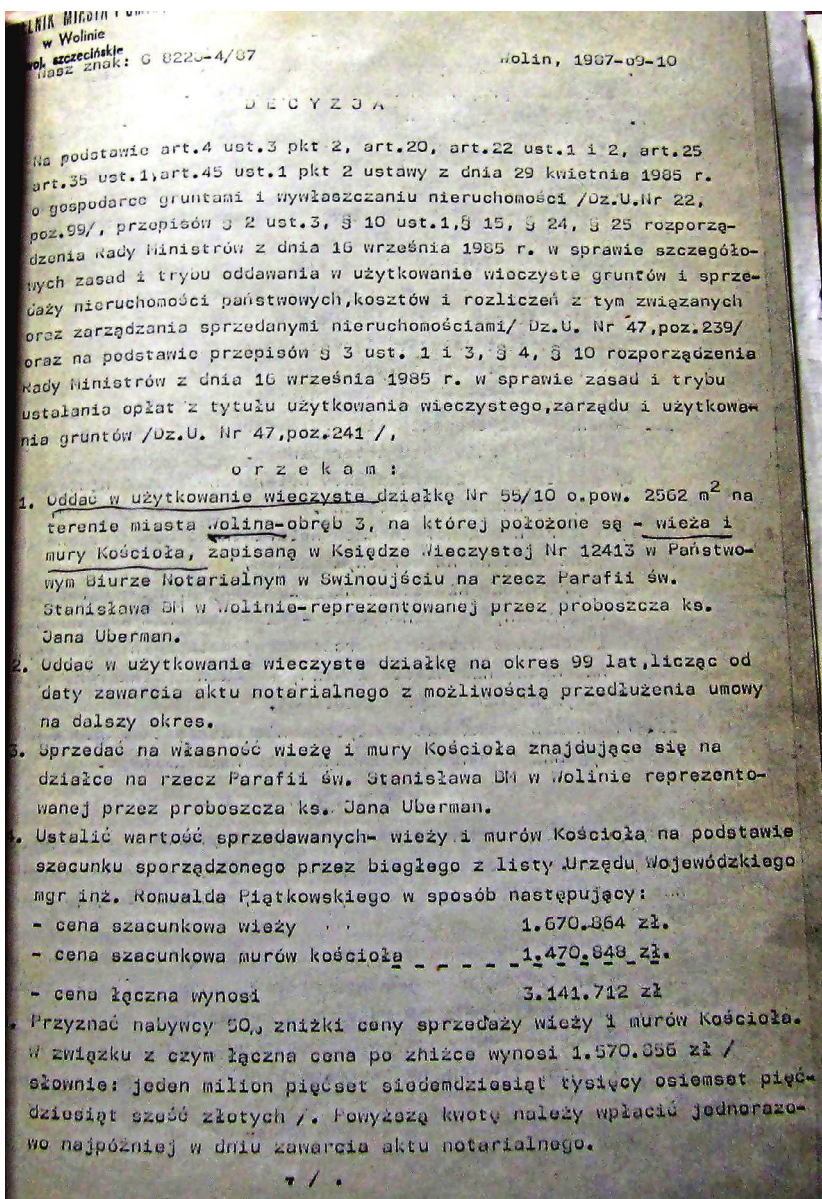 w Wolinie
woj. szczecińskie
Nasz znak: G 8220-4/87 Wolin, 1987-09-10
D E C Y Z J A
Na podstawie art.4 ust.3 pkt 2, art.20, art.22 ust.1 i 2, art.25
art.35 ust.1,art.45 ust.1 pkt 2 ustawy z dnia 29 kwietnia 1985 r.
o gospodarce gruntami i wywłaszczaniu nieruchomości /Dz.U.Nr 22,
poz.99/, przepisów § 2 ust.3, § 10 ust.1,§ 15, § 24, § 25 rozporzą-
dzenia Rady Ministrów z dnia 16 września 1985 r. w sprawie szczegóło-
wych zasad i trybu oddawania w użytkowanie wieczyste gruntów i sprze-
daży nieruchomości państwowych,kosztów i rozliczeń z tym związanych
oraz zarządzania sprzedanymi nieruchomościami/ Dz.U. Nr 47,poz.239/
oraz na podstawie przepisów § 3 ust. 1 i 3, § 4, § 10 rozporządzenia
Rady Ministrów z dnia 16 września 1985 r. w sprawie zasad i trybu
ustalania opłat z tytułu użytkowania wieczystego,zarządu i użytkowa-
nia gruntów /Dz.U. Nr 47,poz.241 /,
o r z e k a m :
1. Oddać w użytkowanie wieczyste działkę Nr 55/10 o.pow. 2562 m² na
terenie miasta Wolina-obręb 3, na której położone są - wieża i
mury Kościoła, zapisaną w Księdze Wieczystej Nr 12413 w Państwo-
wym Biurze Notarialnym w Świnoujściu na rzecz Parafii św.
Stanisława BM w Wolinie-reprezentowanej przez proboszcza ks.
Jana Uberman.
2. Oddać w użytkowanie wieczyste działkę na okres 99 lat,licząc od
daty zawarcia aktu notarialnego z możliwością przedłużenia umowy
na dalszy okres.
3. Sprzedać na własność wieżę i mury Kościoła znajdujące się na
działce na rzecz Parafii św. Stanisława BM w Wolinie reprezento-
wanej przez proboszcza ks. Jana Uberman.
4. Ustalić wartość sprzedawanych- wieży i murów Kościoła na podstawie
szacunku sporządzonego przez biegłego z listy Urzędu Wojewódzkiego
mgr inż. Romualda Piątkowskiego w sposób następujący:
- cena szacunkowa wieży 1.670.864 zł.
- cena szacunkowa murów kościoła 1.470.848 zł.
- cena łączna wynosi 3.141.712 zł
. Przyznać nabywcy 50% zniżki ceny sprzedaży wieży i murów Kościoła.
W związku z czym łączna cena po zniżce wynosi 1.570.856 zł /
słownie: jeden milion pięćset siedemdziesiąt tysięcy osiemset pięć-
dziesiąt sześć złotych /. Powyższą kwotę należy wpłacić jednorazo-
wo najpóźniej w dniu zawarcia aktu notarialnego.